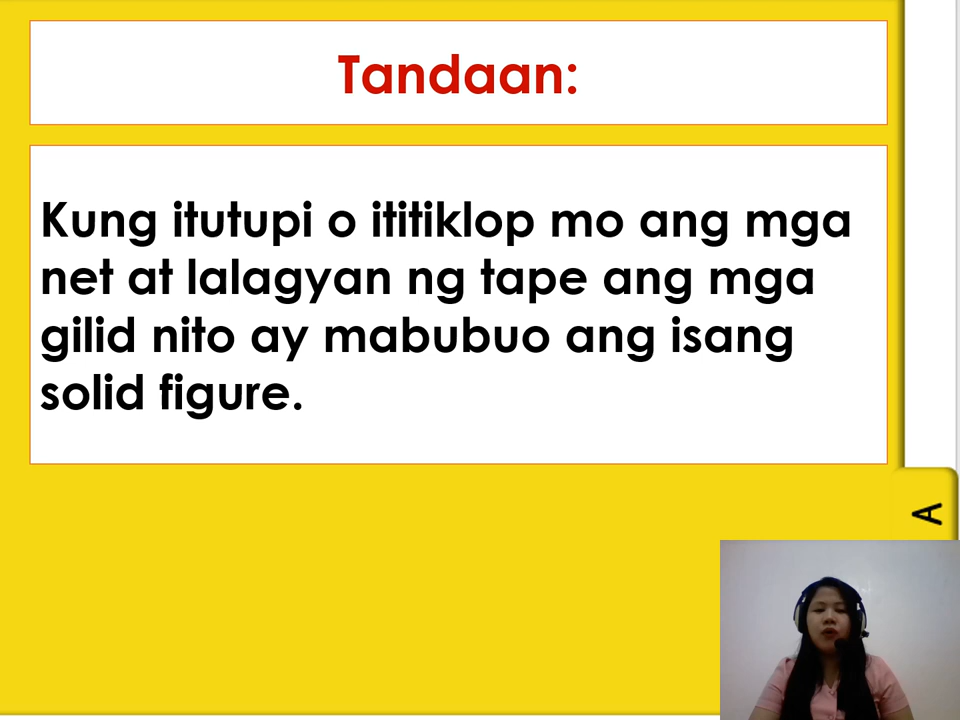 Tandaan:
Kung itutupi o ititiklop mo ang mga
net at lalagyan ng tape ang mga
gilid nito ay mabubuo ang isang
solid figure.
A